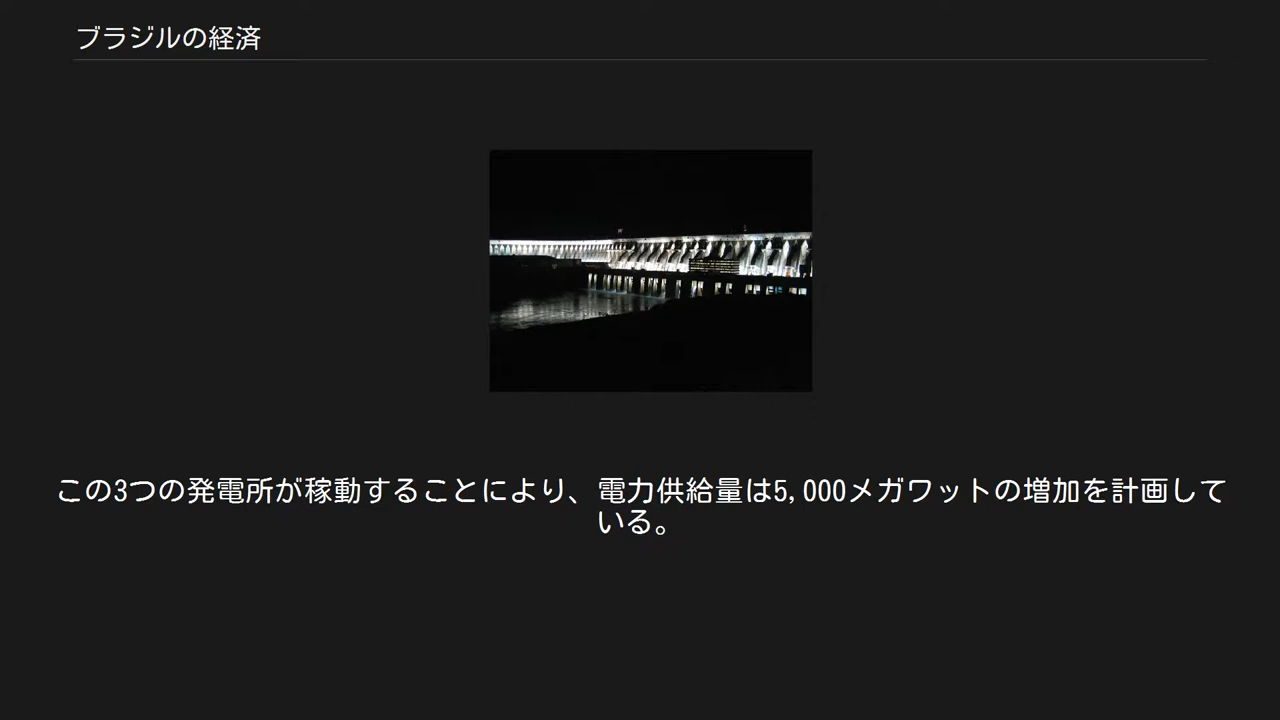 ブラジルの経済
この3つの発電所が稼動することにより、電力供給量は5,000メガワットの増加を計画して
いる。